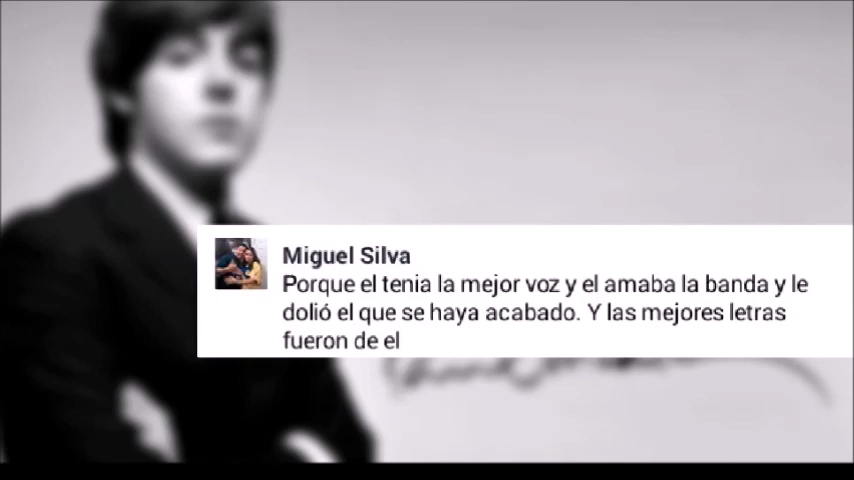 Miguel Silva
Porque el tenia la mejor voz y el amaba la banda y le
dolió el que se haya acabado. Y las mejores letras
fueron de el